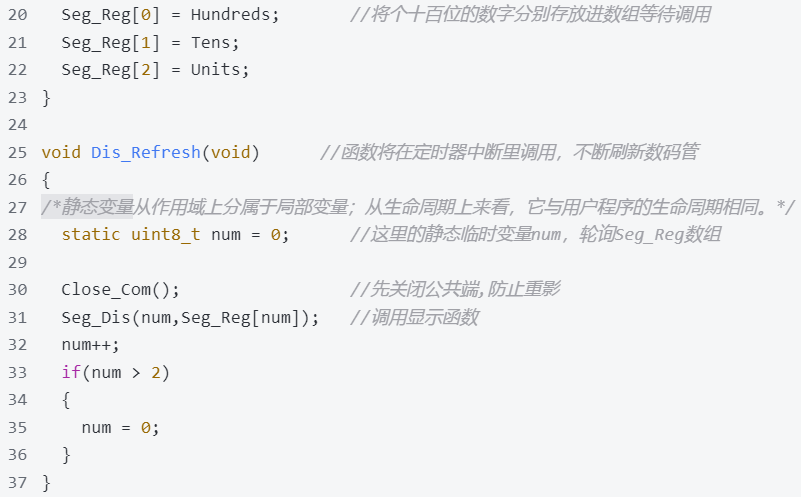 20 Seg_Reg[0] = Hundreds; //将个十百位的数字分别存放进数组等待调用
21 Seg_Reg[1] = Tens;
22 Seg_Reg[2] = Units;
23 }
24
25 void Dis_Refresh(void) //函数将在定时器中断里调用，不断刷新数码管
26 {
27 /*静态变量从作用域上分属于局部变量；从生命周期上来看，它与用户程序的生命周期相同。*/
28 static uint8_t num = 0; //这里的静态临时变量num，轮询Seg_Reg数组
29
30 Close_Com(); //先关闭公共端,防止重影
31 Seg_Dis(num,Seg_Reg[num]); //调用显示函数
32 num++;
33 if(num > 2)
34 {
35 num = 0;
36 }
37 }